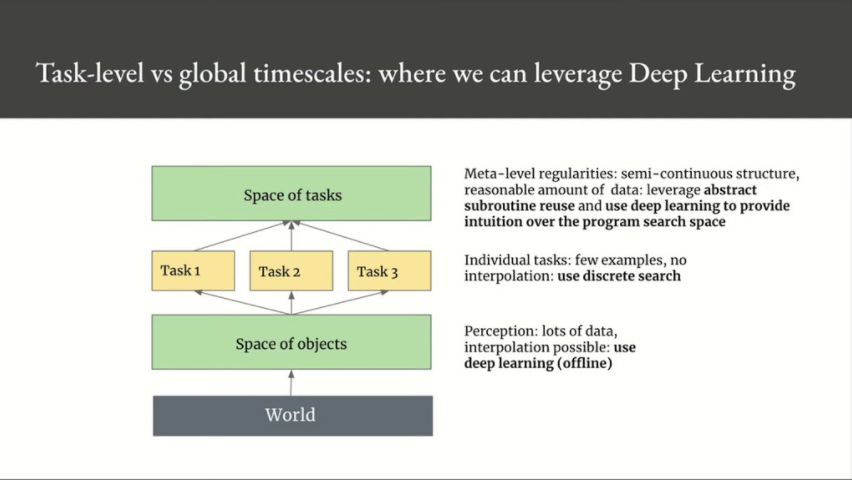 Task-level vs global timescales: where we can leverage Deep Learning
Space of tasks
Meta-level regularities: semi-continuous structure,
reasonable amount of data: leverage abstract
subroutine reuse and use deep learning to provide
intuition over the program search space
Task 1
Task 2
Task 3
Individual tasks: few examples, no
interpolation: use discrete search
Space of objects
Perception: lots of data,
interpolation possible: use
deep learning (offline)
World